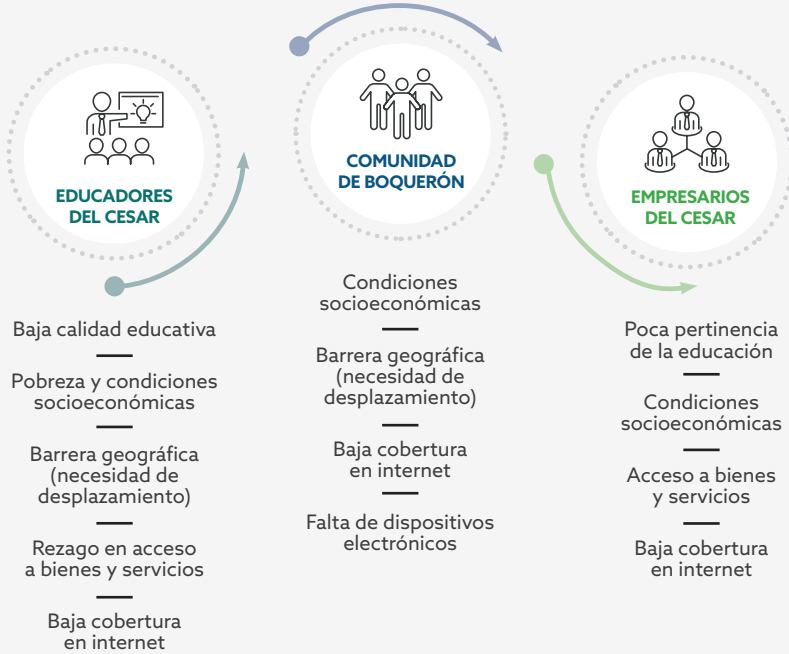 EDUCADORES
DEL CESAR
Baja calidad educativa
Pobreza y condiciones
socioeconómicas
Barrera geográfica
(necesidad de
desplazamiento)
Rezago en acceso
a bienes y servicios
Baja cobertura
en internet
COMUNIDAD
DE BOQUERÓN
Condiciones
socioeconómicas
Barrera geográfica
(necesidad de
desplazamiento)
Baja cobertura
en internet
Falta de dispositivos
electrónicos
EMPRESARIOS
DEL CESAR
Poca pertinencia
de la educación
Condiciones
socioeconómicas
Acceso a bienes
y servicios
Baja cobertura
en internet